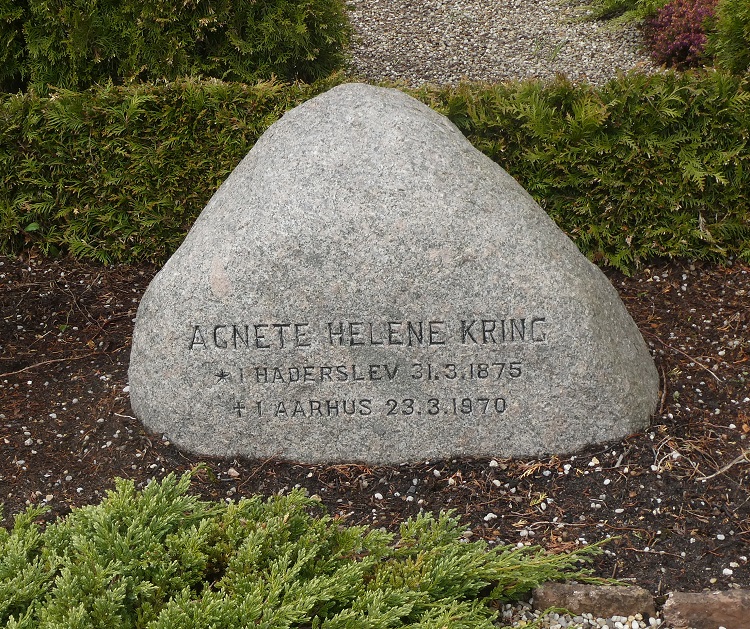 AGNETE HELENE KRING
* I HADERSLEV 31.3.1875
✝ I AARHUS 23.3.1970